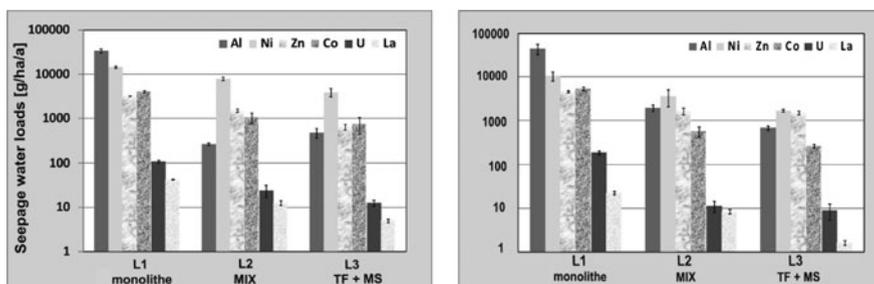 Seepage water loads [g/ha/a]
100000
10000
1000
100
10
1
Al Ni Zn Co U La
L1 L2 L3
monolithe MIX TF + MS
100000
10000
1000
100
10
1
Al Ni Zn Co U La
L1 L2 L3
monolithe MIX TF + MS